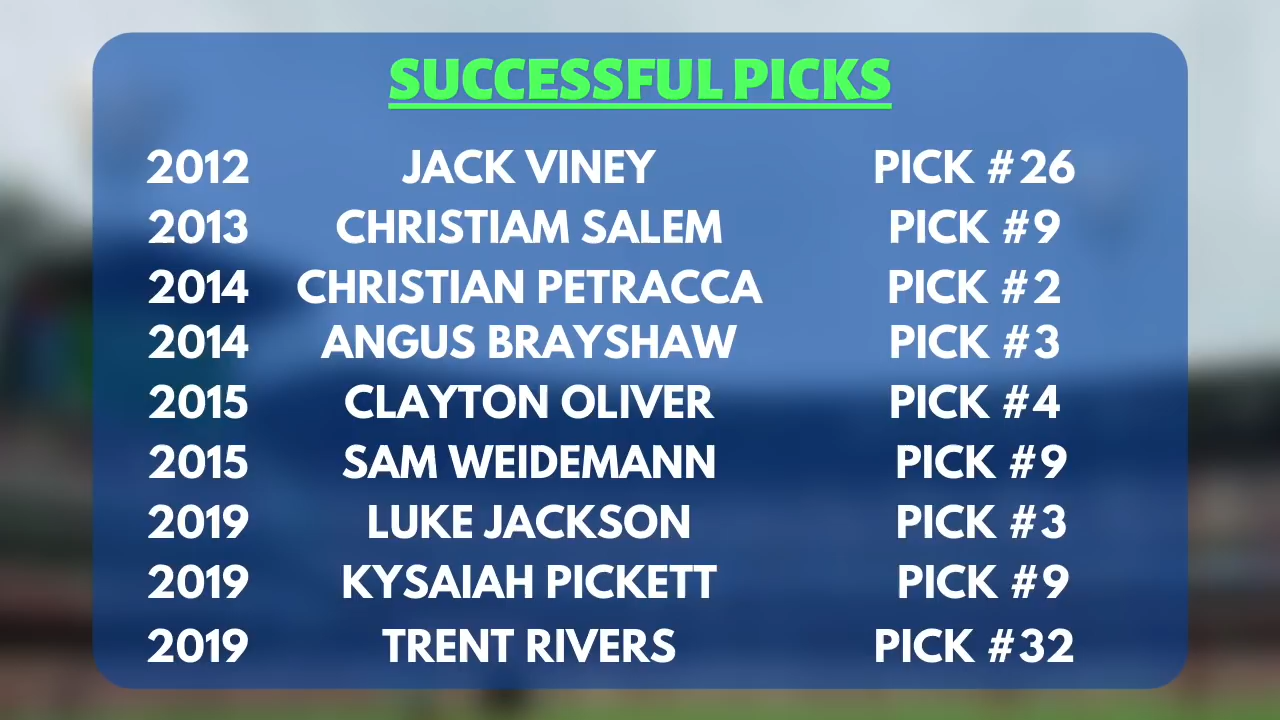 SUCCESSFUL PICKS
2012 JACK VINEY PICK #26
2013 CHRISTIAM SALEM PICK #9
2014 CHRISTIAN PETRACCA PICK #2
2014 ANGUS BRAYSHAW PICK #3
2015 CLAYTON OLIVER PICK #4
2015 SAM WEIDEMANN PICK #9
2019 LUKE JACKSON PICK #3
2019 KYSAIAH PICKETT PICK #9
2019 TRENT RIVERS PICK #32